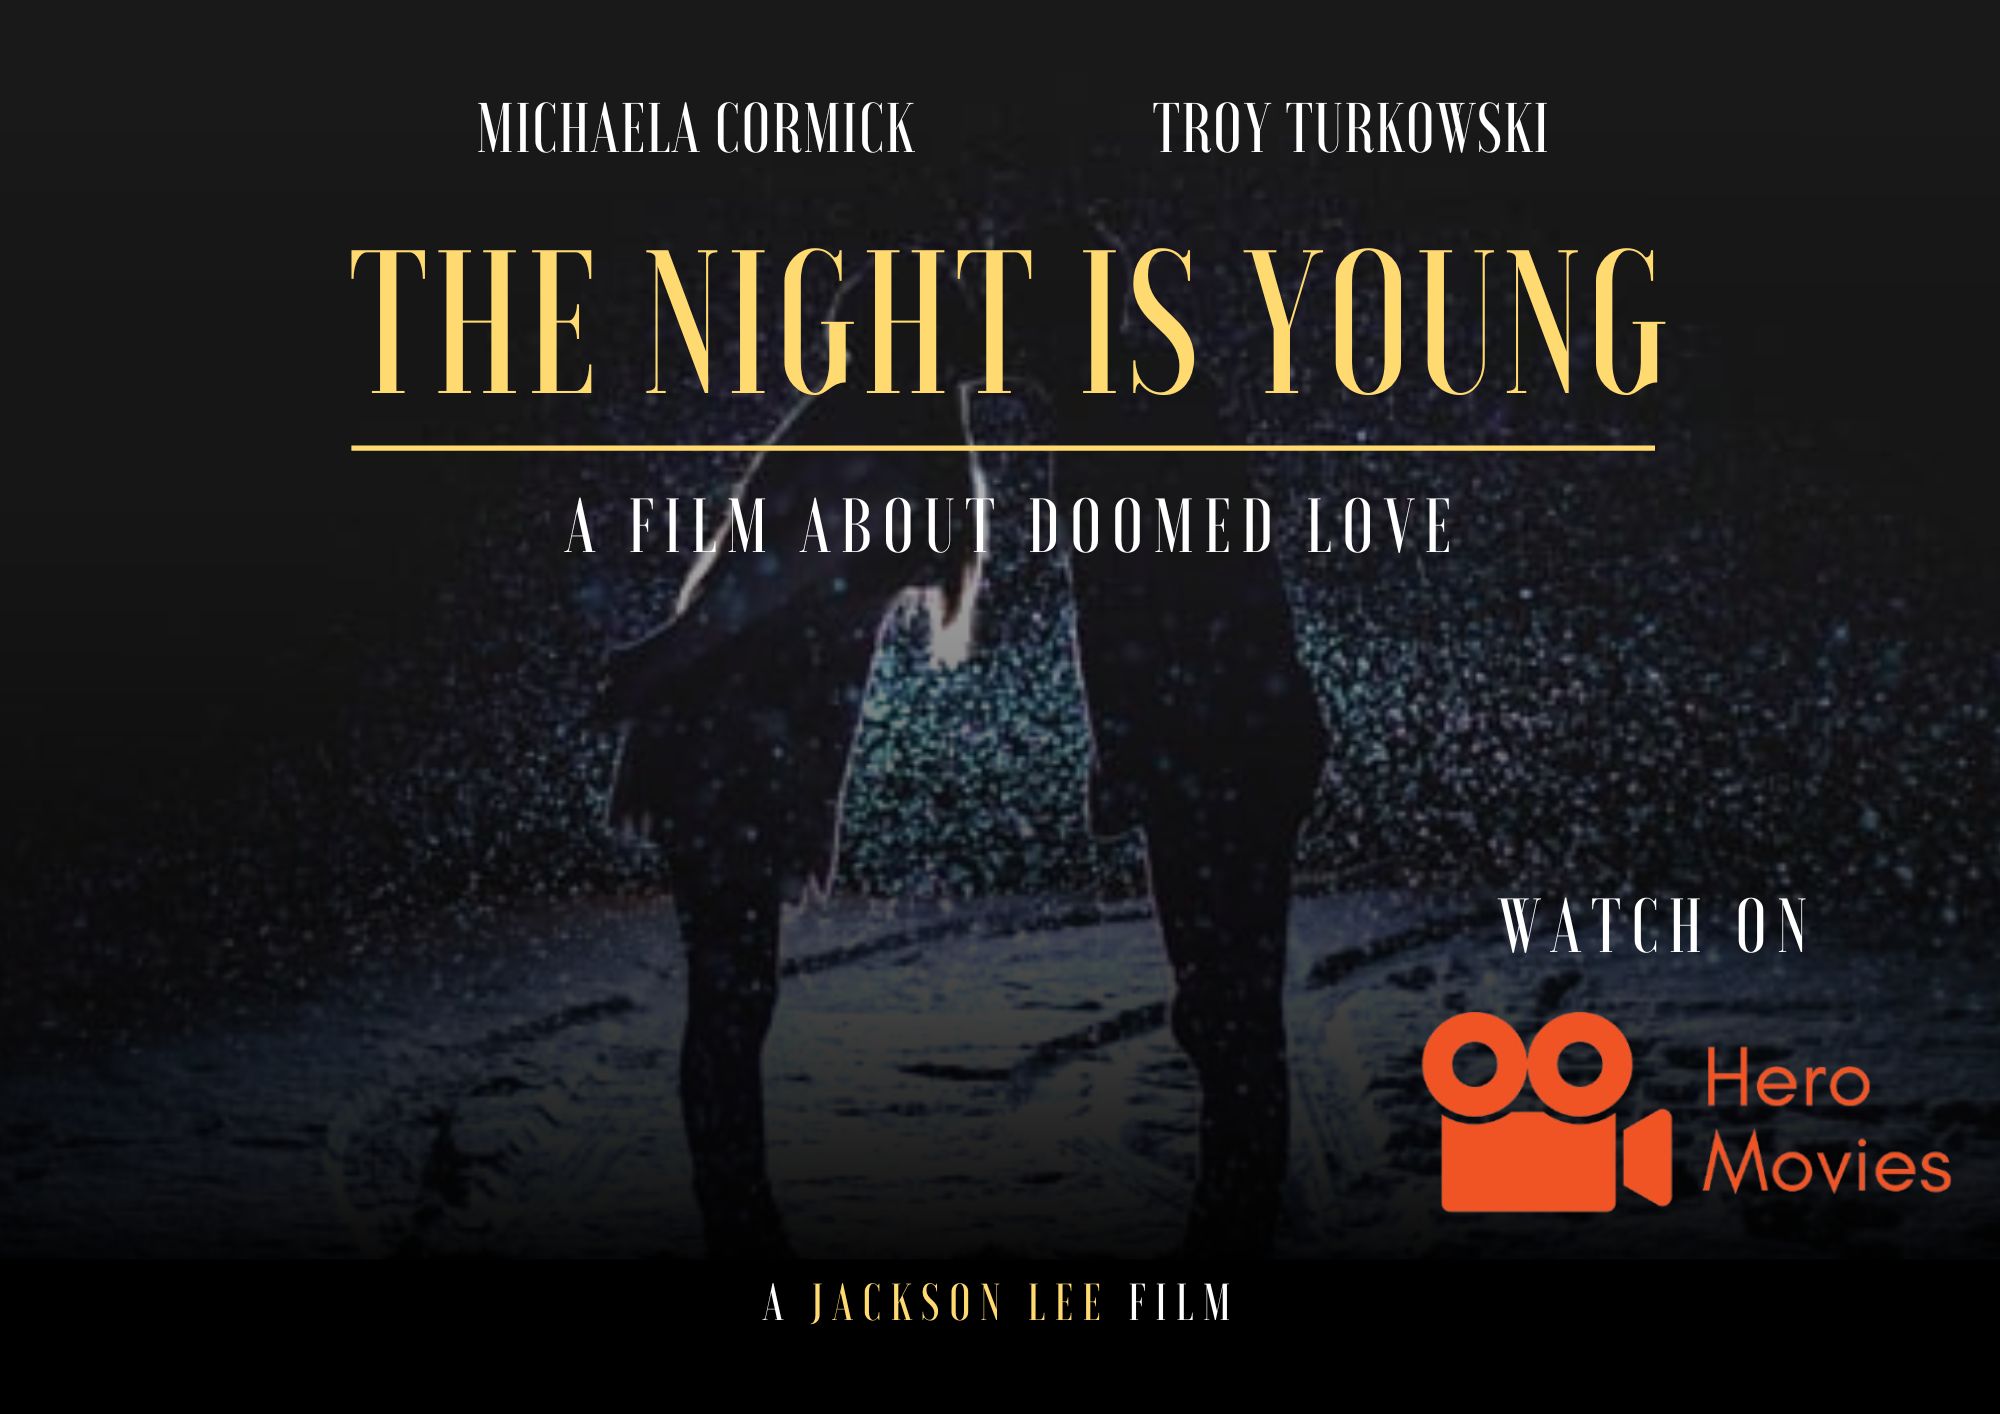 MICHAELA CORMICK
TROY TURKOWSKI
THE NIGHT IS YOUNG
A FILM ABOUT DOOMED LOVE
WATCH ON
Hero
Movies
A JACKSON LEE FILM